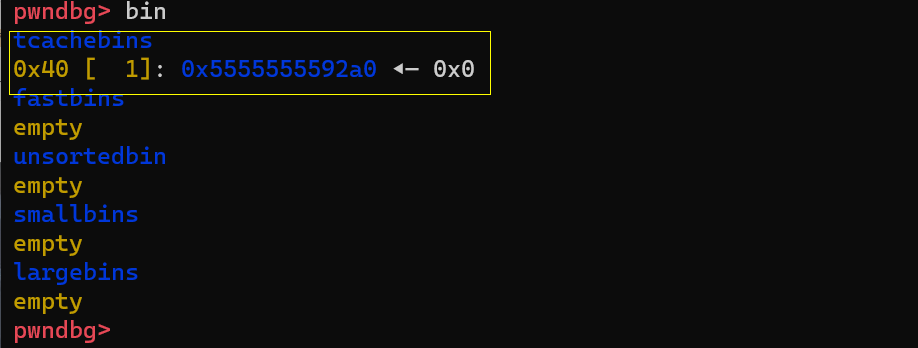 pwndbg> bin
tcachebins
0x40 [  1]: 0x5555555592a0 ◂— 0x0
fastbins
empty
unsortedbin
empty
smallbins
empty
largebins
empty
pwndbg>